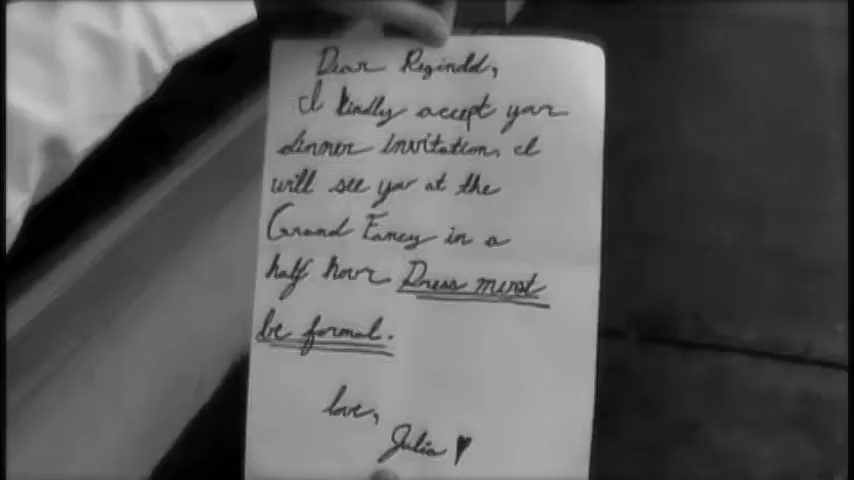 Dear Reginald,
I kindly accept your
dinner invitation. I
will see you at the
Grand Fancy in a
half hour Dress must
be formal.
love,
Julia ♥